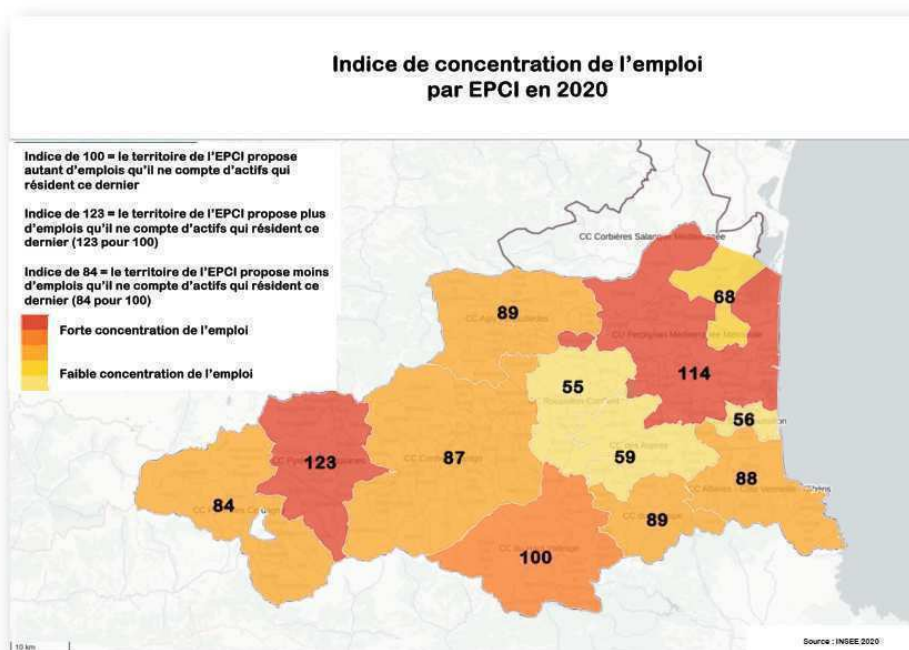 Indice de concentration de l'emploi
par EPCI en 2020
Indice de 100 = le territoire de l'EPCI propose
autant d'emplois qu'il ne compte d'actifs qui
résident ce dernier
Indice de 123 = le territoire de l'EPCI propose plus
d'emplois qu'il ne compte d'actifs qui résident ce
dernier (123 pour 100)
Indice de 84 = le territoire de l'EPCI propose moins
d'emplois qu'il ne compte d'actifs qui résident ce
dernier (84 pour 100)
Forte concentration de l'emploi
Faible concentration de l'emploi
CC Corbières Salanque Méditerranée
68
89
CU Perpignan Méditerranée Métropole
114
55
56
123
87
59
88
84
89
100
10 km
Source : INSEE 2020